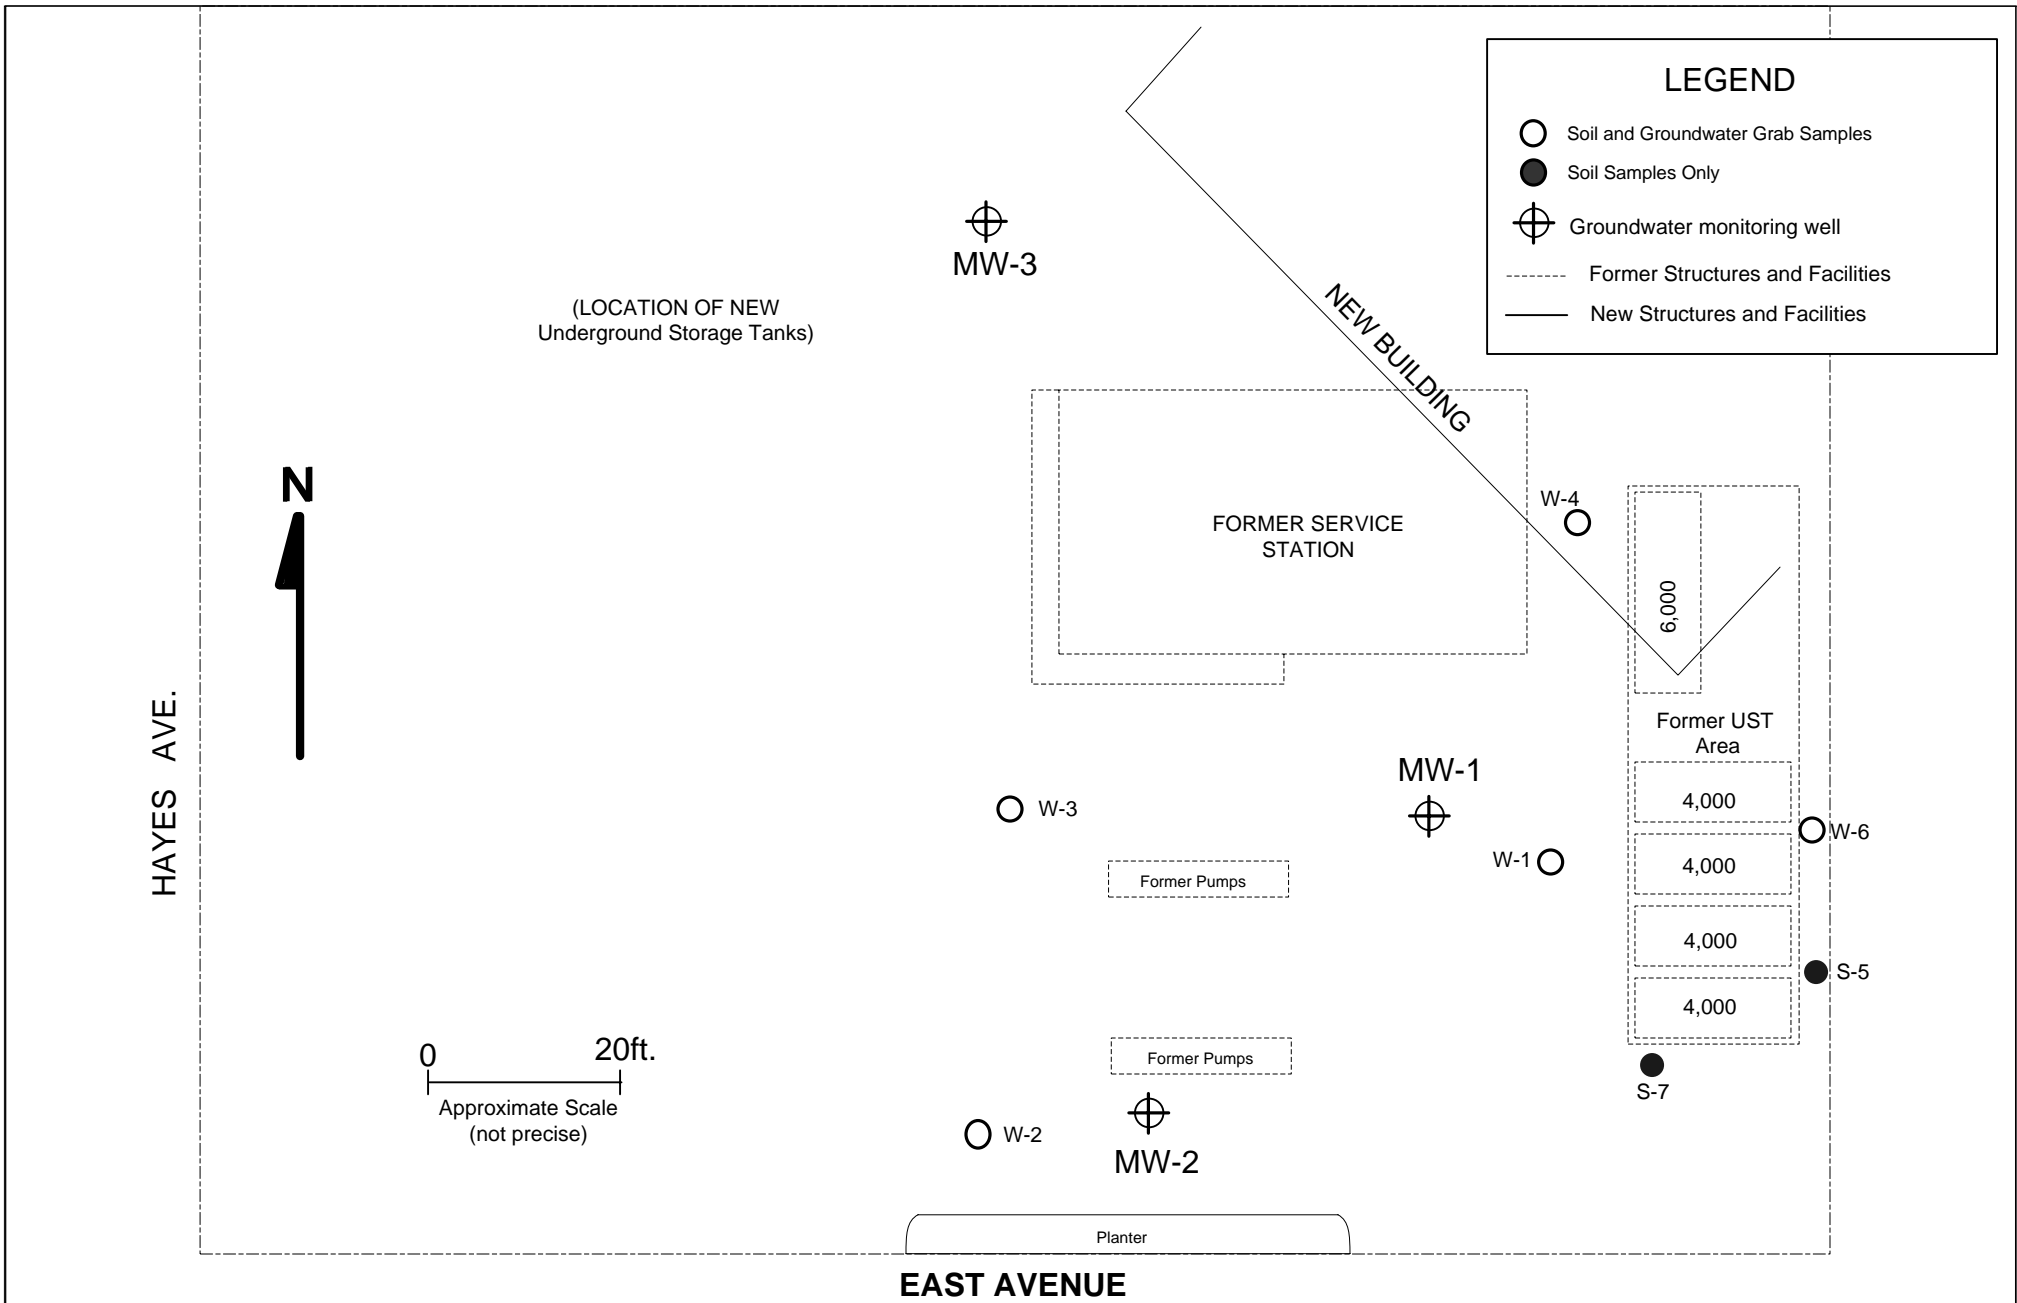 LEGEND
Soil and Groundwater Grab Samples
Soil Samples Only
Groundwater monitoring well
Former Structures and Facilities
New Structures and Facilities
MW-3
(LOCATION OF NEW
Underground Storage Tanks)
NEW BUILDING
N
W-4
FORMER SERVICE
STATION
6,000
Former UST
Area
HAYES AVE.
MW-1
4,000
W-3
W-6
W-1
4,000
Former Pumps
4,000
S-5
4,000
0 20ft.
Approximate Scale
(not precise)
Former Pumps
S-7
W-2
MW-2
Planter
EAST AVENUE